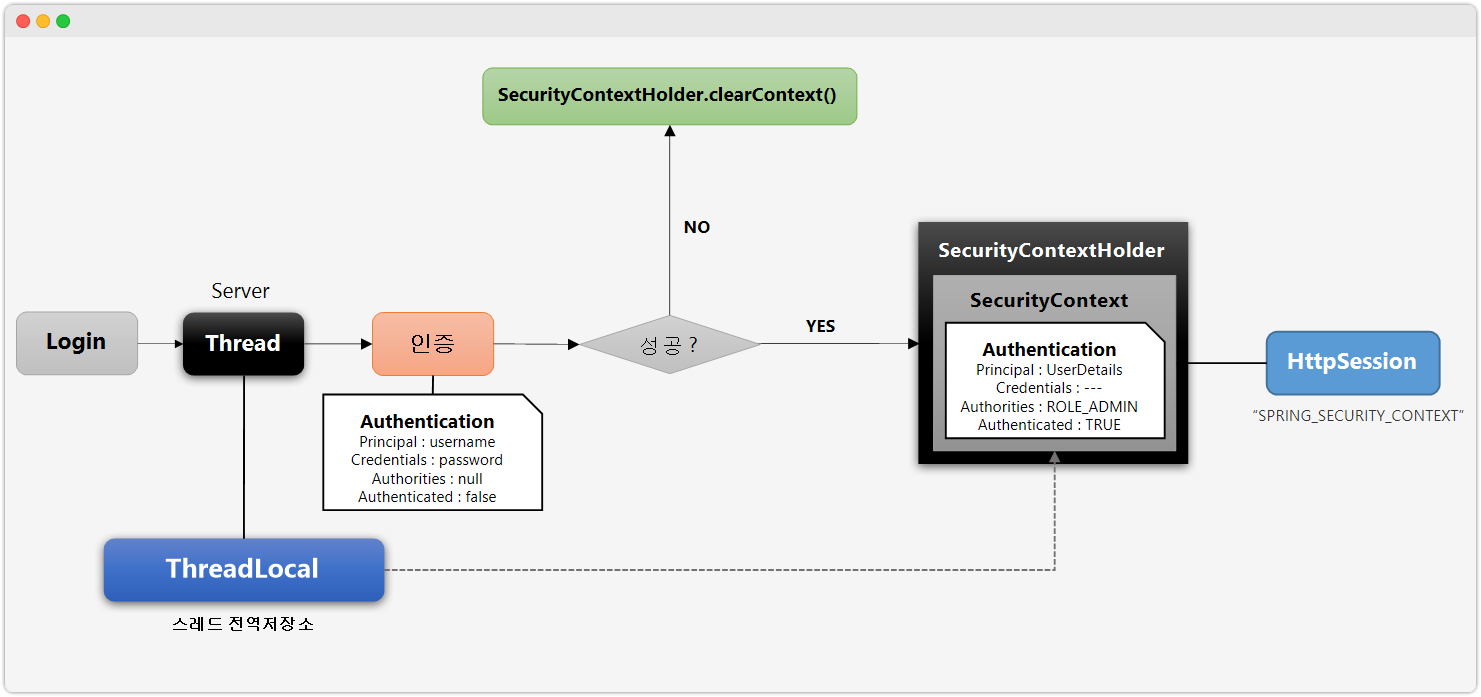 SecurityContextHolder.clearContext()
NO
SecurityContextHolder
SecurityContext
Authentication
Principal : UserDetails
Credentials : ---
Authorities : ROLE_ADMIN
Authenticated : TRUE
Server
Login
Thread
인증
성공 ?
YES
HttpSession
“SPRING_SECURITY_CONTEXT”
Authentication
Principal : username
Credentials : password
Authorities : null
Authenticated : false
ThreadLocal
스레드 전역저장소